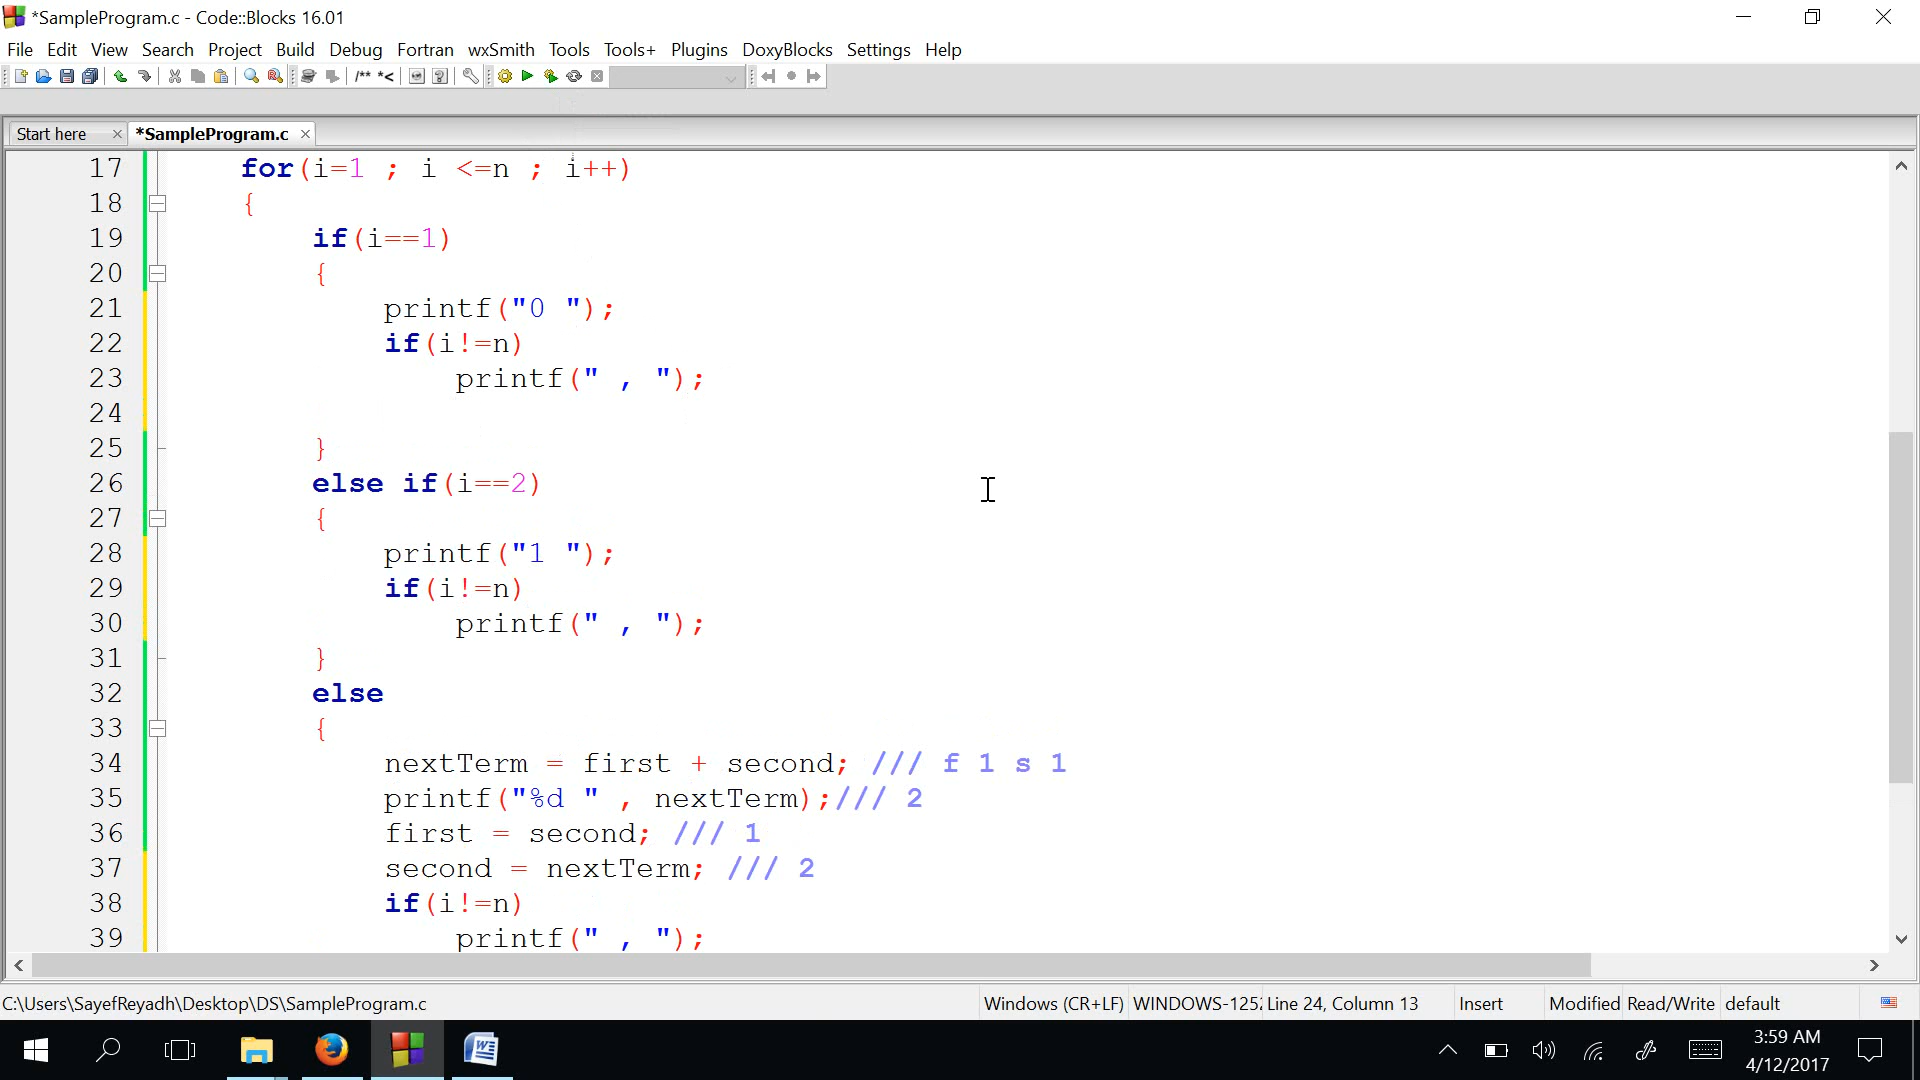 *SampleProgram.c - Code::Blocks 16.01
File Edit View Search Project Build Debug Fortran wxSmith Tools Tools+ Plugins DoxyBlocks Settings Help
/** *<
Start here *SampleProgram.c
17 for(i=1 ; i <=n ; i++)
18 {
19 if(i==1)
20 {
21 printf("0 ");
22 if(i!=n)
23 printf(" , ");
24
25 }
26 else if(i==2)
27 {
28 printf("1 ");
29 if(i!=n)
30 printf(" , ");
31 }
32 else
33 {
34 nextTerm = first + second; /// f 1 s 1
35 printf("%d " , nextTerm);/// 2
36 first = second; /// 1
37 second = nextTerm; /// 2
38 if(i!=n)
39 printf(" , ");
C:\Users\SayefReyadh\Desktop\DS\SampleProgram.c Windows (CR+LF) WINDOWS-125 Line 24, Column 13 Insert Modified Read/Write default
3:59 AM
4/12/2017